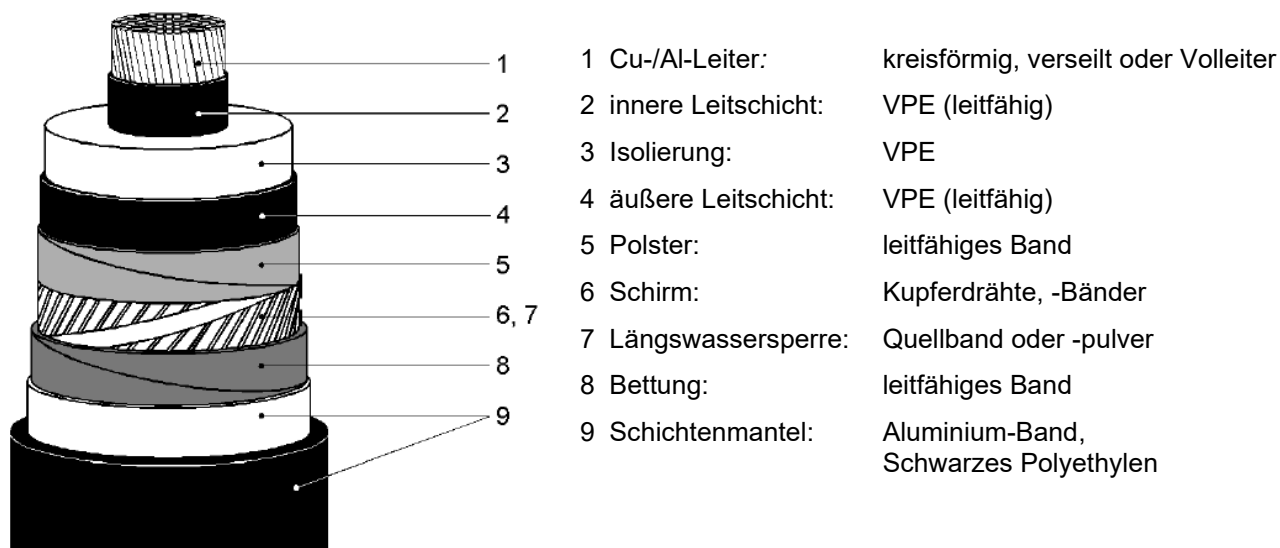 1
2
3
4
5
6, 7
8
9
1 Cu-/Al-Leiter: kreisförmig, verseilt oder Volleiter
2 innere Leitschicht: VPE (leitfähig)
3 Isolierung: VPE
4 äußere Leitschicht: VPE (leitfähig)
5 Polster: leitfähiges Band
6 Schirm: Kupferdrähte, -Bänder
7 Längswassersperre: Quellband oder -pulver
8 Bettung: leitfähiges Band
9 Schichtenmantel: Aluminium-Band,
Schwarzes Polyethylen